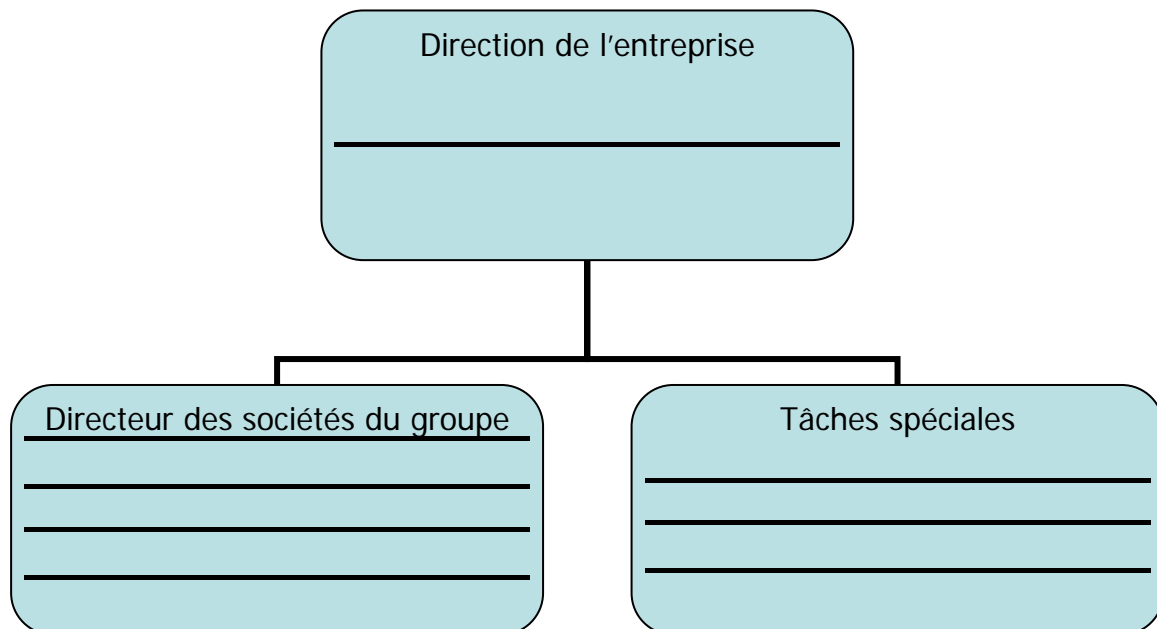 Direction de l'entreprise
Directeur des sociétés du groupe
Tâches spéciales